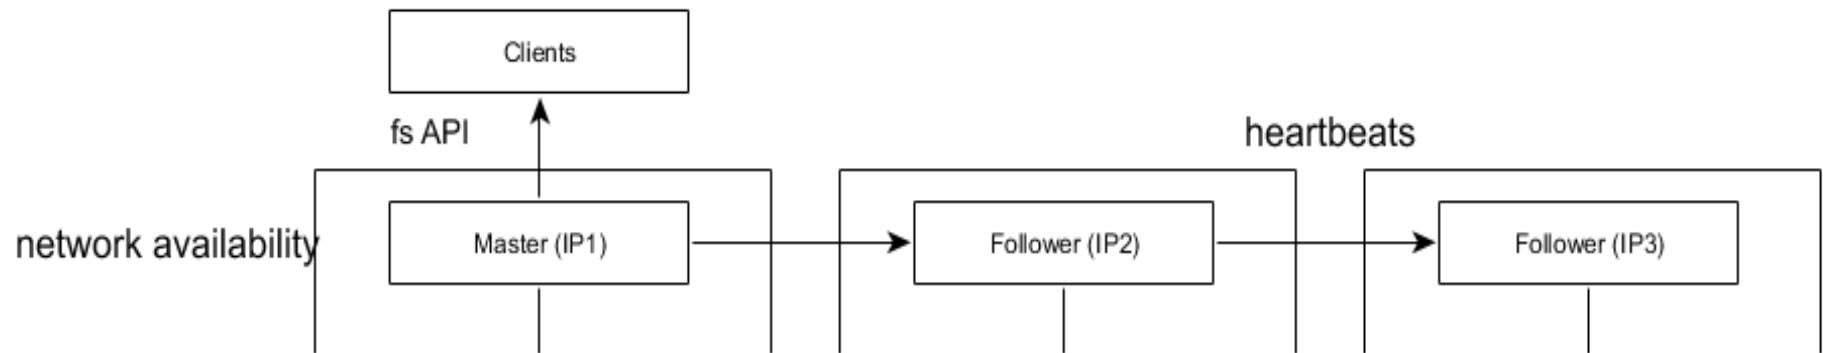 Clients
fs API
heartbeats
network availability
Master (IP1)
Follower (IP2)
Follower (IP3)